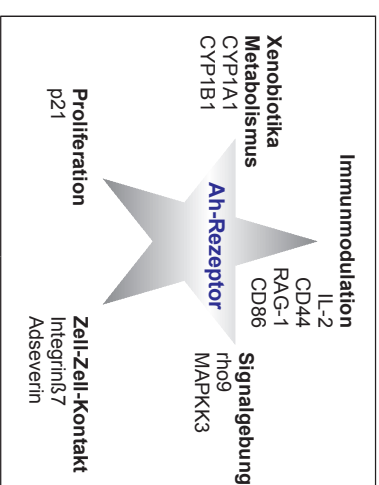 Immunmodulation
IL-2
CD44
RAG-1
CD86
Xenobiotika
Metabolismus
CYP1A1
CYP1B1
Ah-Rezeptor
Signalgebung
rho9
MAPKK3
Proliferation
p21
Zell-Zell-Kontakt
Integrinß7
Adseverin